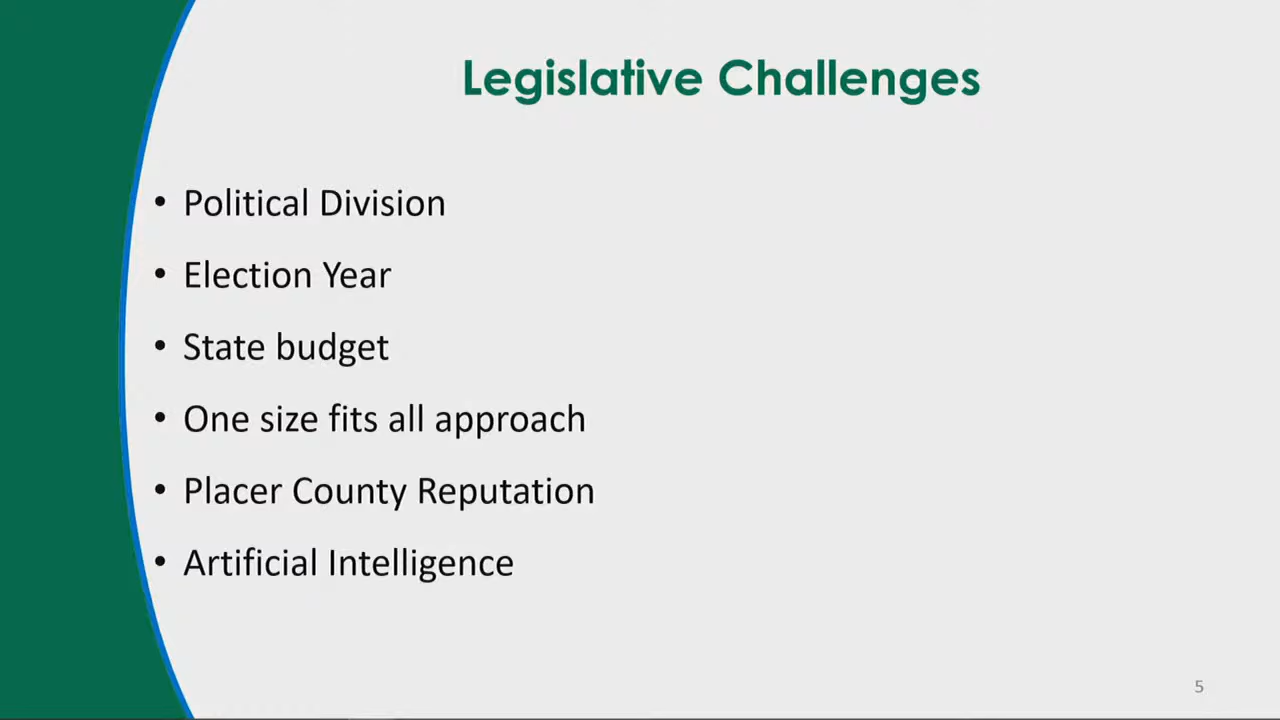 Legislative Challenges
• Political Division
• Election Year
• State budget
• One size fits all approach
• Placer County Reputation
• Artificial Intelligence
5